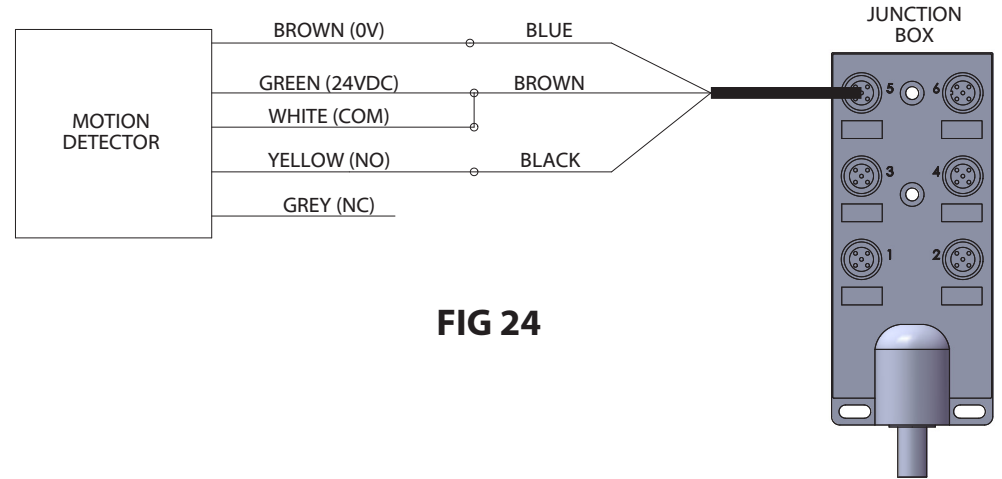 JUNCTION
BOX
BROWN (0V) BLUE
GREEN (24VDC) BROWN
WHITE (COM)
MOTION
DETECTOR
YELLOW (NO) BLACK
GREY (NC)
5 6
3 4
1 2
FIG 24